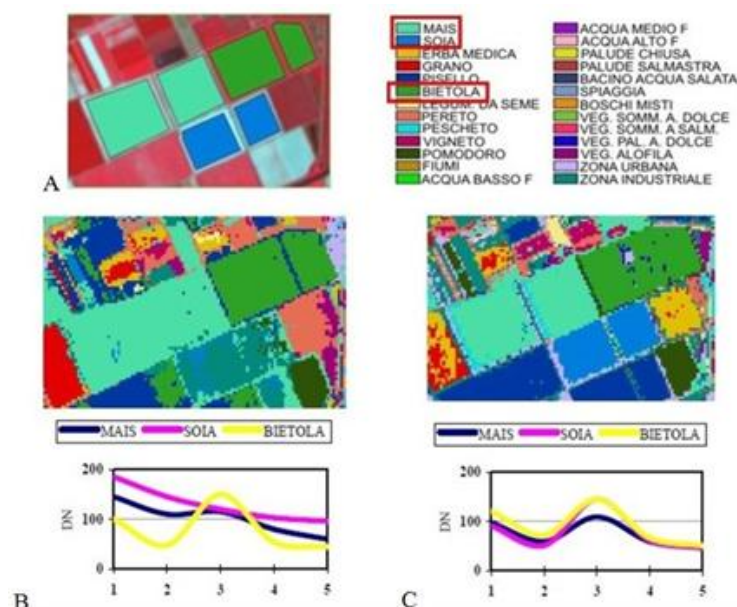 MAIS
SOIA
ERBA MEDICA
GRANO
PISELLO
BIETOLA
LEGUM. DA SEME
PERETO
PESCHETO
VIGNETO
POMODORO
FIUMI
ACQUA BASSO F
ACQUA MEDIO F
ACQUA ALTO F
PALUDE CHIUSA
PALUDE SALMASTRA
BACINO ACQUA SALATA
SPIAGGIA
BOSCHI MISTI
VEG. SOMM. A. DOLCE
VEG. SOMM. A SALM.
VEG. PAL. A. DOLCE
VEG. ALOFILA
ZONA URBANA
ZONA INDUSTRIALE
A
MAIS SOIA BIETOLA
200
100
0
DN
1 2 3 4 5
B
MAIS SOIA BIETOLA
200
100
0
DN
1 2 3 4 5
C